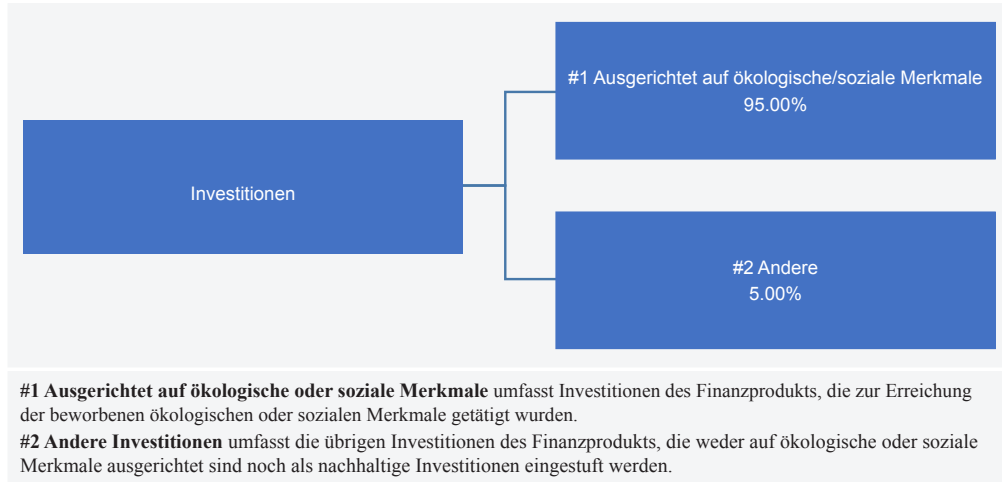 #1 Ausgerichtet auf ökologische/soziale Merkmale
95.00%
Investitionen
#2 Andere
5.00%
#1 Ausgerichtet auf ökologische oder soziale Merkmale umfasst Investitionen des Finanzprodukts, die zur Erreichung
der beworbenen ökologischen oder sozialen Merkmale getätigt wurden.
#2 Andere Investitionen umfasst die übrigen Investitionen des Finanzprodukts, die weder auf ökologische oder soziale
Merkmale ausgerichtet sind noch als nachhaltige Investitionen eingestuft werden.